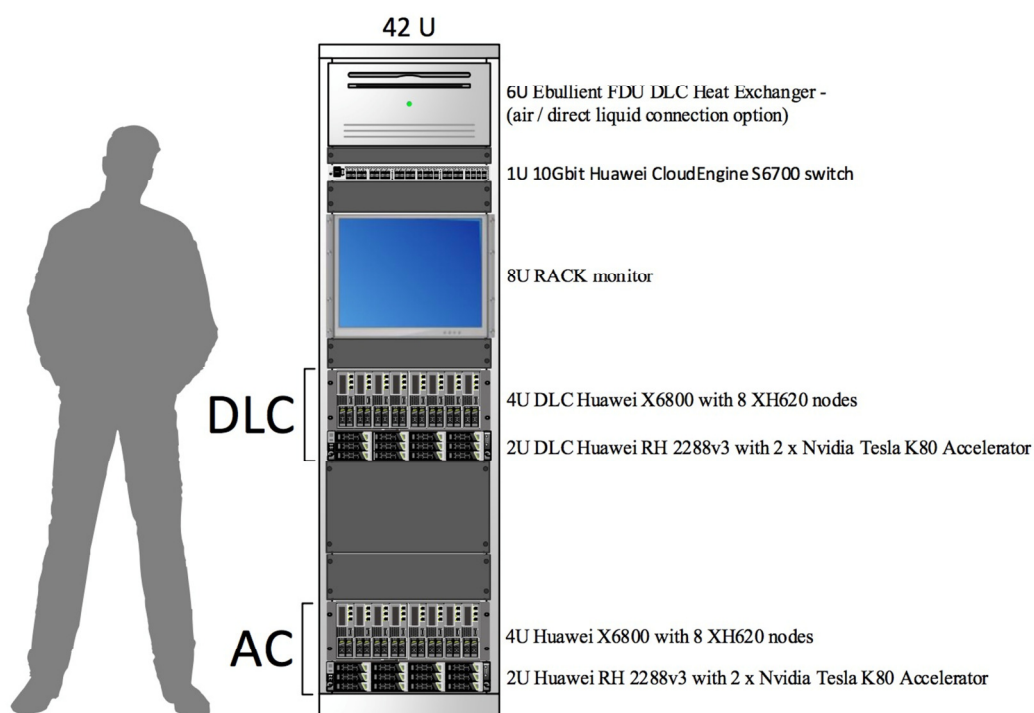 42 U
6U Ebullient FDU DLC Heat Exchanger -
(air / direct liquid connection option)
1U 10Gbit Huawei CloudEngine S6700 switch
8U RACK monitor
DLC
4U DLC Huawei X6800 with 8 XH620 nodes
2U DLC Huawei RH 2288v3 with 2 x Nvidia Tesla K80 Accelerator
AC
4U Huawei X6800 with 8 XH620 nodes
2U Huawei RH 2288v3 with 2 x Nvidia Tesla K80 Accelerator